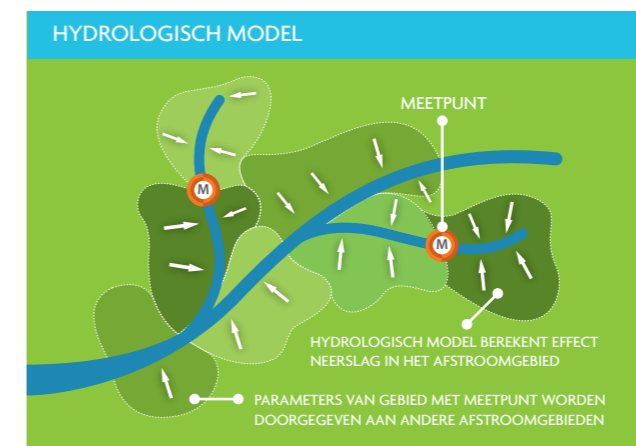 HYDROLOGISCH MODEL
MEETPUNT
M
M
HYDROLOGISCH MODEL BEREKENT EFFECT
NEERSLAG IN HET AFSTROOMGEBIED
PARAMETERS VAN GEBIED MET MEETPUNT WORDEN
DOORGEGEVEN AAN ANDERE AFSTROOMGEBIEDEN